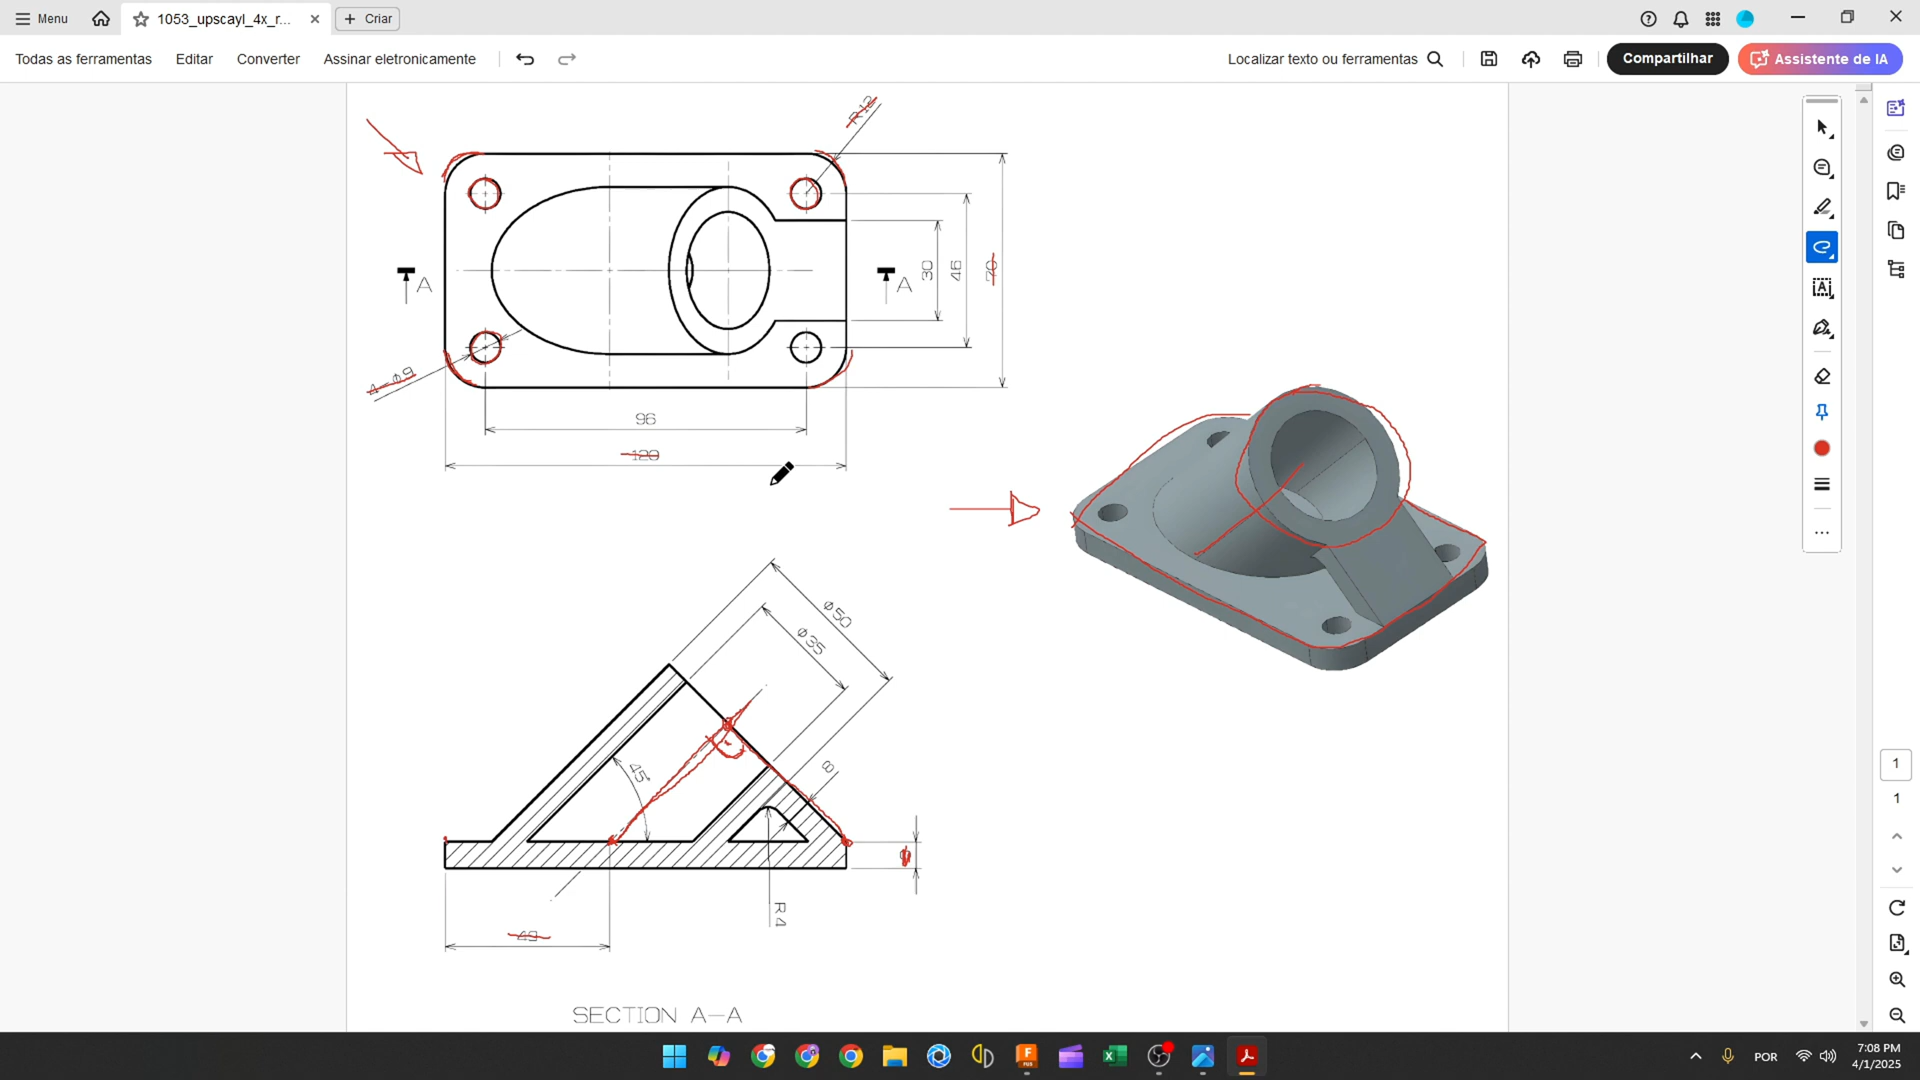 Menu
1053_upscayl_4x_r...
Criar
Todas as ferramentas
Editar
Converter
Assinar eletronicamente
Localizar texto ou ferramentas
Compartilhar
Assistente de IA
R 12
A
A
30
46
70
4-Ø9
96
120
Ø50
Ø35
45°
8
R4
49
SECTION A-A
1
1
POR
7:08 PM
4/1/2025